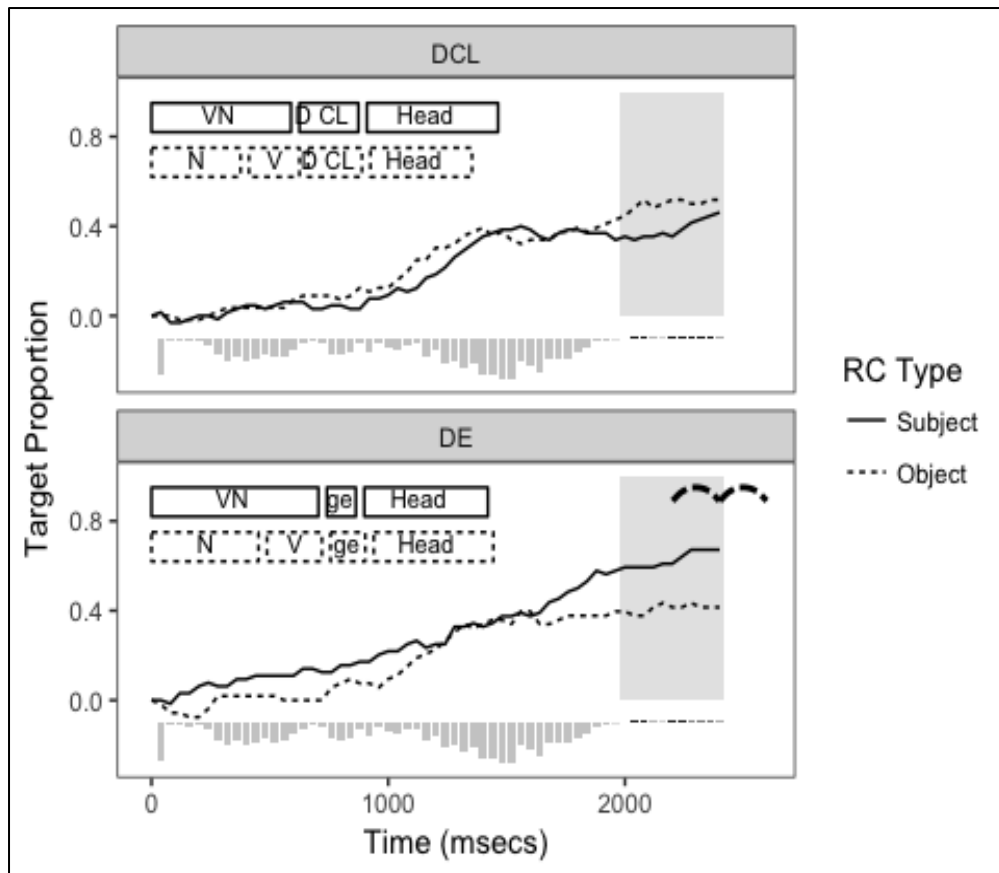 DCL
VN D CL Head
N V D CL Head
0.8
0.4
0.0
DE
VN ge Head
N V ge Head
0.8
0.4
0.0
0 1000 2000
Time (msecs)
Target Proportion
RC Type
Subject
Object